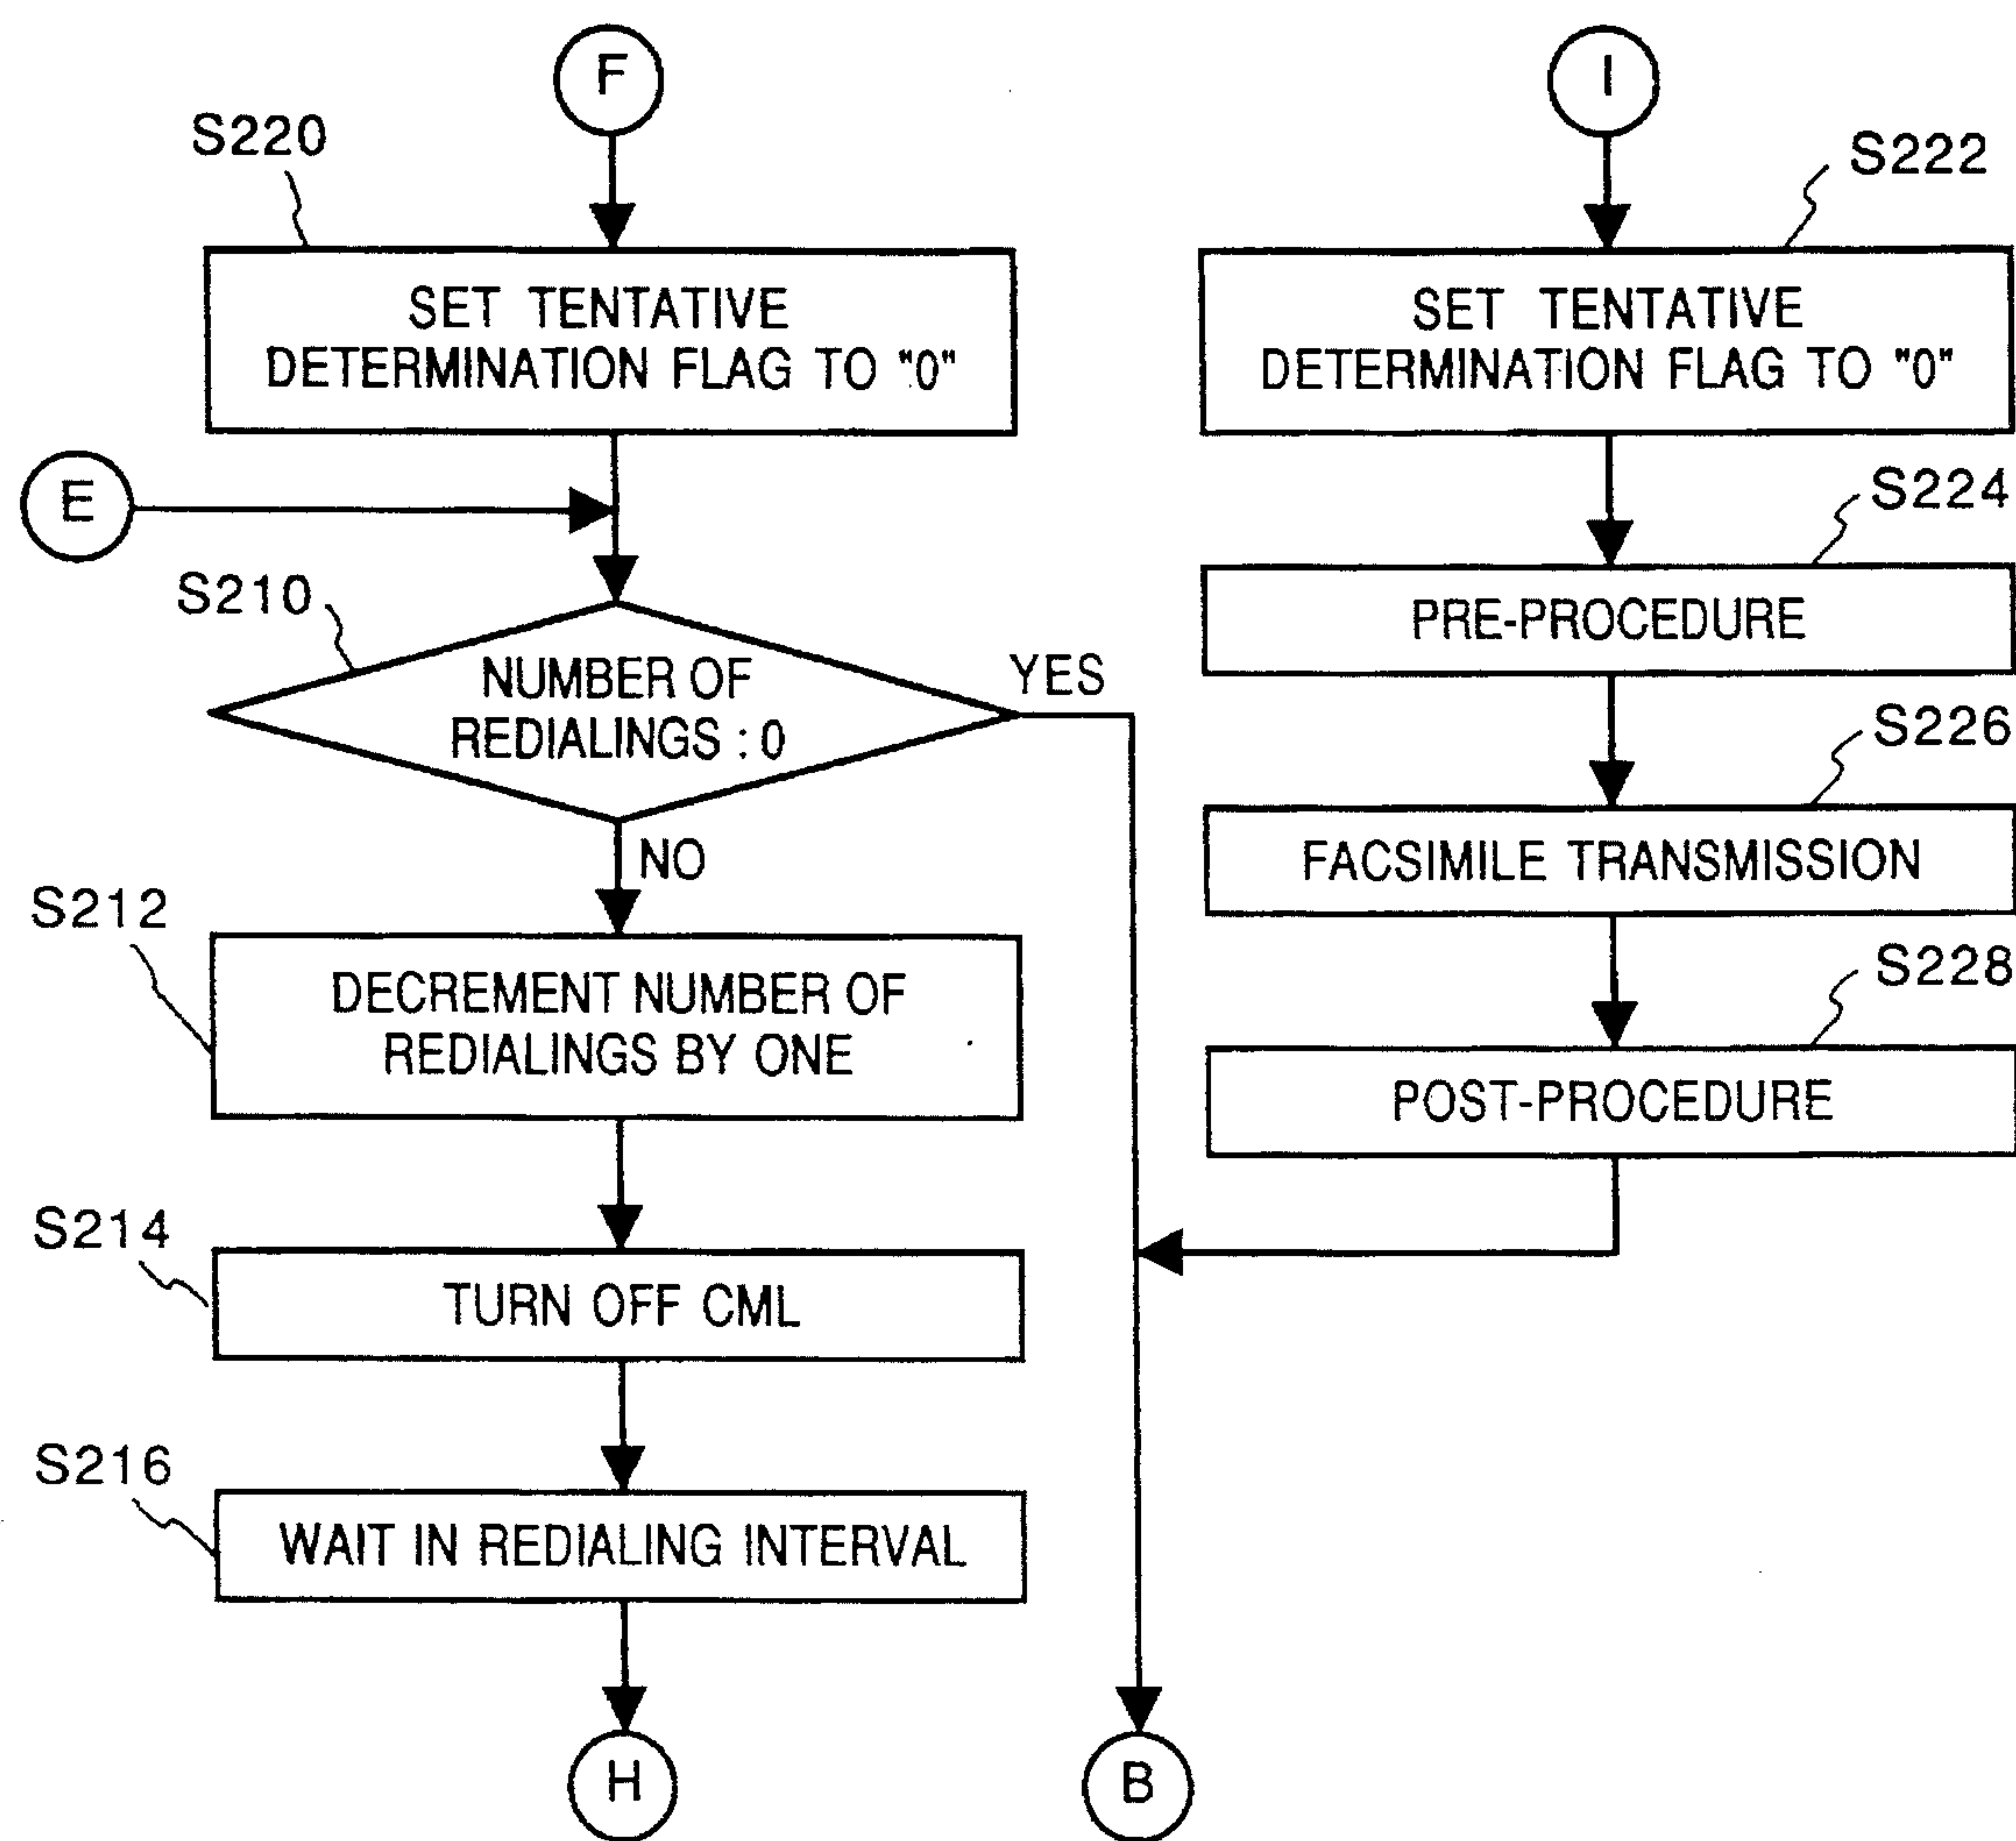 F
S220
SET TENTATIVE
DETERMINATION FLAG TO "0"
E
S210
NUMBER OF
REDIALINGS : 0
YES
NO
S212
DECREMENT NUMBER OF
REDIALINGS BY ONE
S214
TURN OFF CML
S216
WAIT IN REDIALING INTERVAL
H
B
I
S222
SET TENTATIVE
DETERMINATION FLAG TO "0"
S224
PRE-PROCEDURE
S226
FACSIMILE TRANSMISSION
S228
POST-PROCEDURE